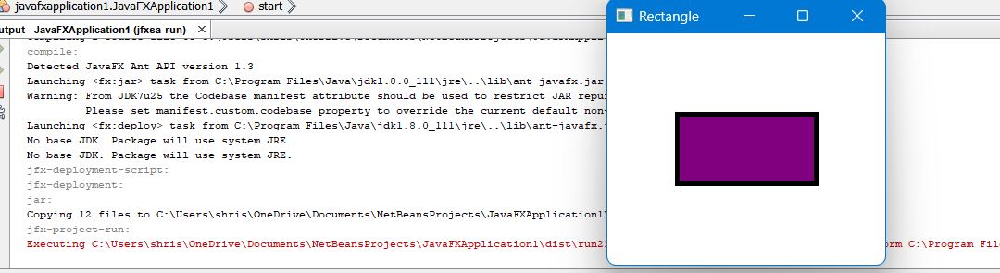 javafxapplication1.JavaFXApplication1 start
utput - JavaFXApplication1 (jfxsa-run)
Rectangle
compile:
Detected JavaFX Ant API version 1.3
Launching <fx:jar> task from C:\Program Files\Java\jdk1.8.0_111\jre\..\lib\ant-javafx.jar
Warning: From JDK7u25 the Codebase manifest attribute should be used to restrict JAR repur
Please set manifest.custom.codebase property to override the current default non-
Launching <fx:deploy> task from C:\Program Files\Java\jdk1.8.0_111\jre\..\lib\ant-javafx.j
No base JDK. Package will use system JRE.
No base JDK. Package will use system JRE.
jfx-deployment-script:
jfx-deployment:
jar:
Copying 12 files to C:\Users\shris\OneDrive\Documents\NetBeansProjects\JavaFXApplication1\
jfx-project-run:
Executing C:\Users\shris\OneDrive\Documents\NetBeansProjects\JavaFXApplication1\dist\run2 orm C:\Program File